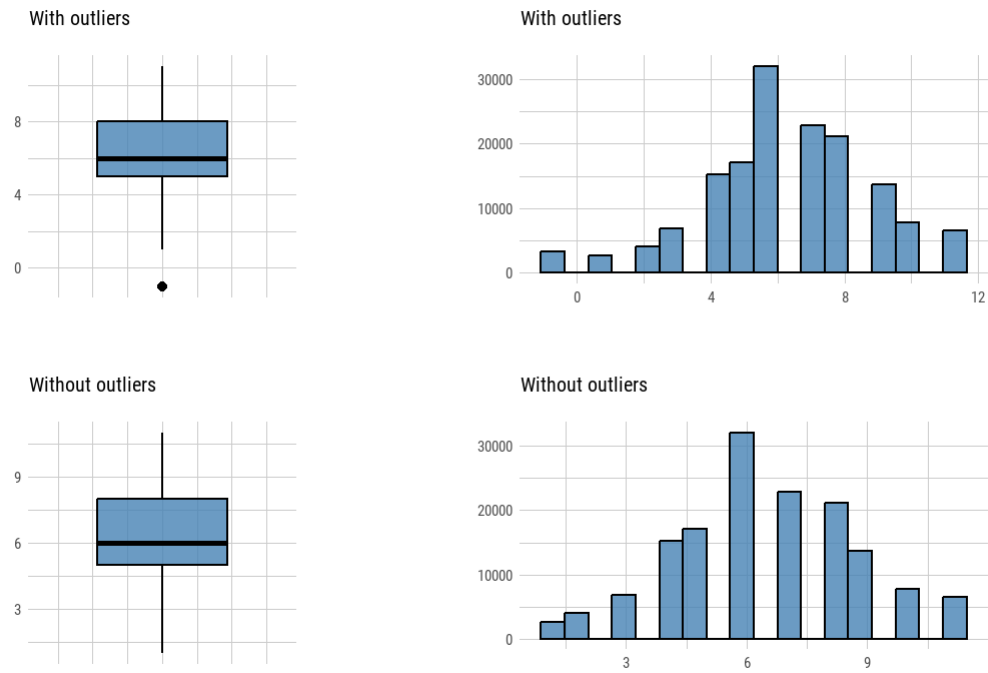 With outliers
8
4
0
With outliers
30000
20000
10000
0
0 4 8 12
Without outliers
9
6
3
Without outliers
30000
20000
10000
0
3 6 9